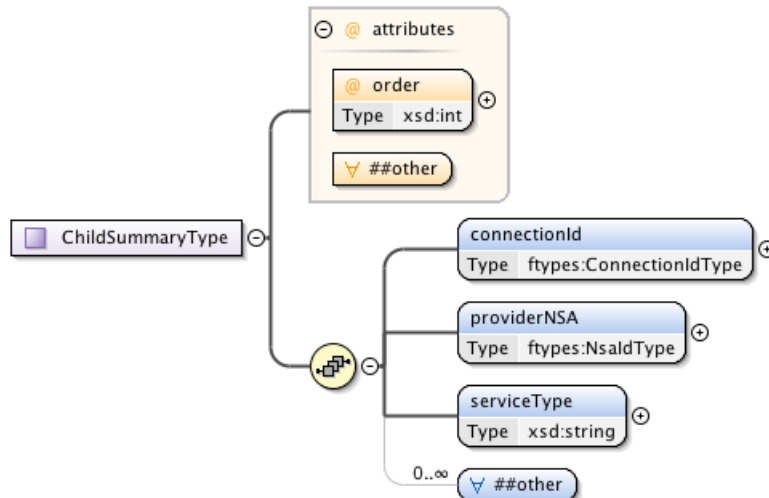 @ attributes
@ order
Type xsd:int
∀ ##other
ChildSummaryType
connectionId
Type ftypes:ConnectionIdType
providerNSA
Type ftypes:NsaIdType
serviceType
Type xsd:string
0..∞
∀ ##other